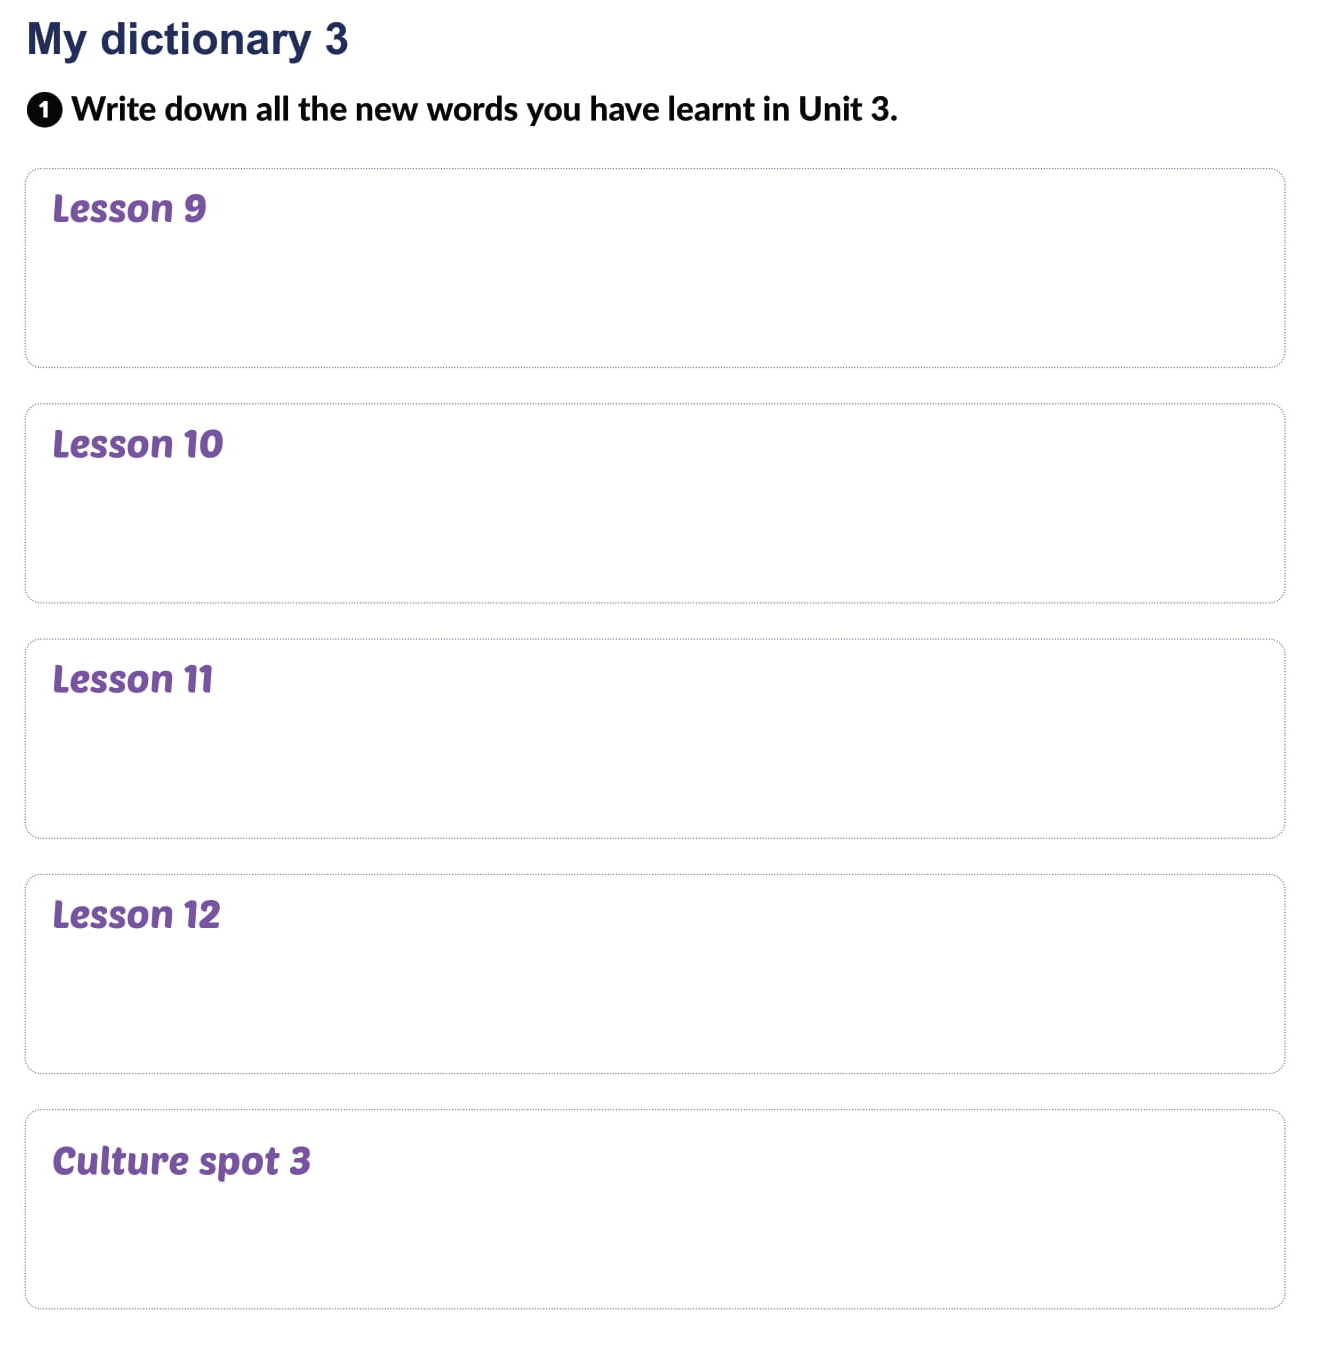 My dictionary 3
1 Write down all the new words you have learnt in Unit 3.
Lesson 9
Lesson 10
Lesson 11
Lesson 12
Culture spot 3